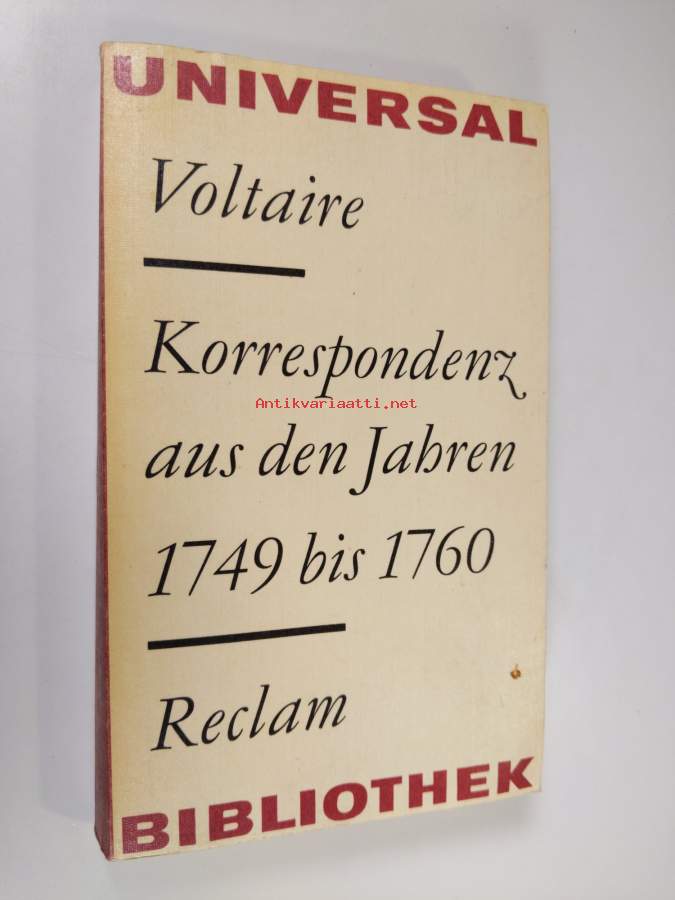 UNIVERSAL
Voltaire
Korrespondenz
Antikvariaatti.net
aus den Jahren
1749 bis 1760
Reclam
BIBLIOTHEK